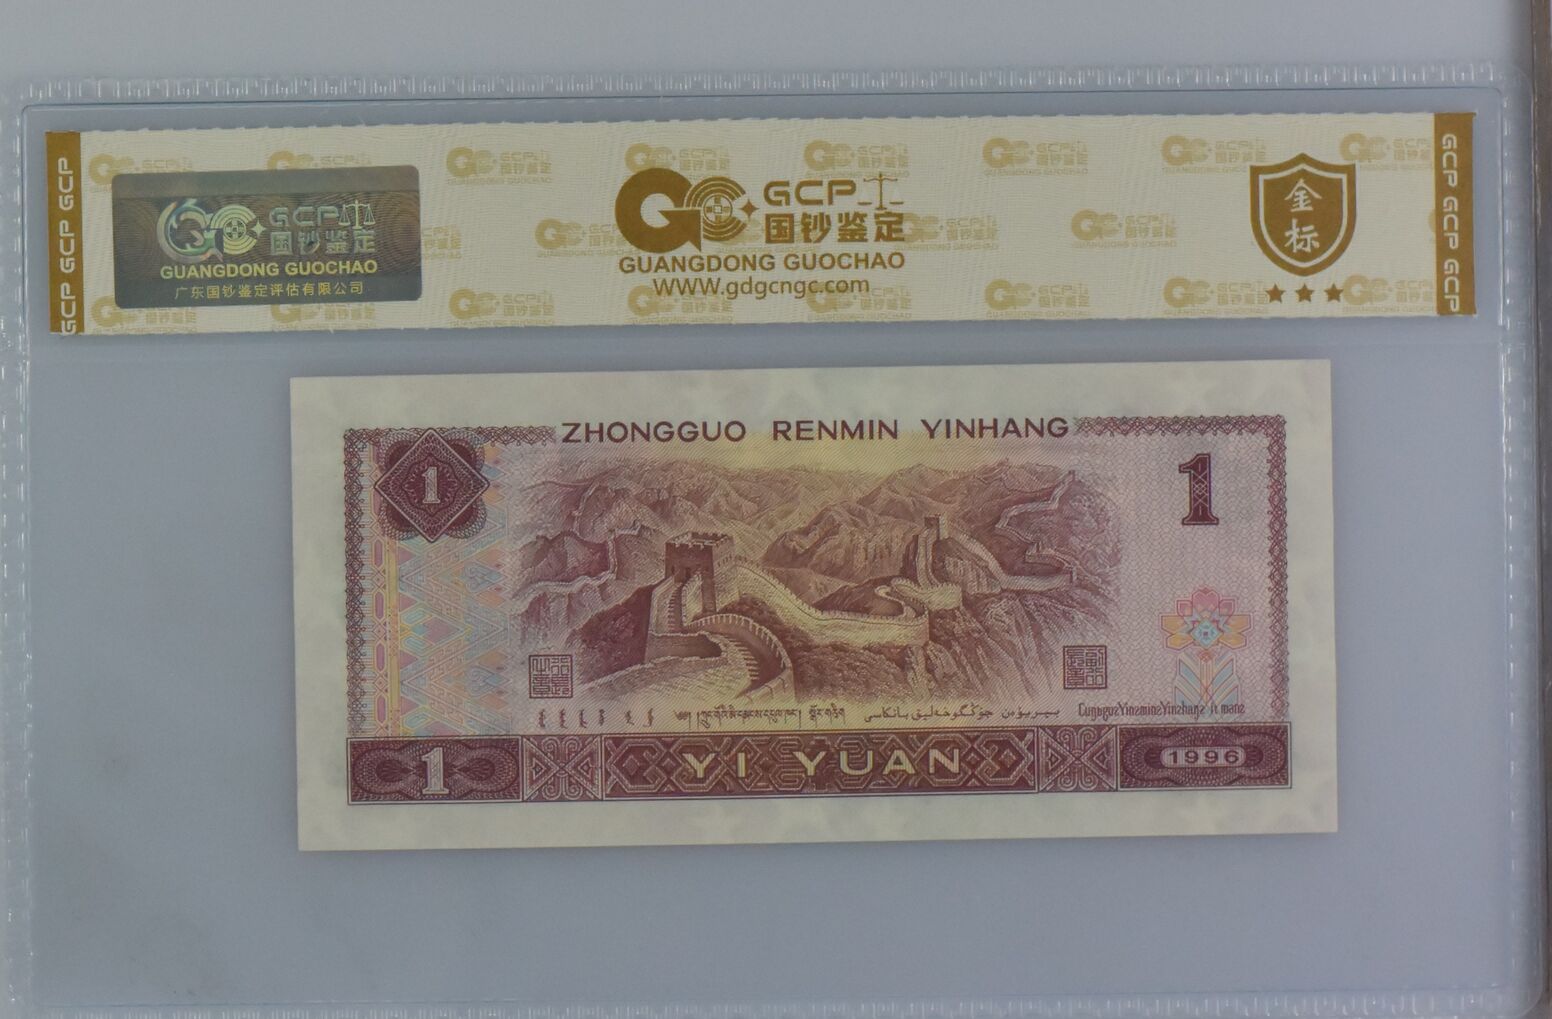 GCP GCP GCP
GCP 国钞鉴定
GUANGDONG GUOCHAO
广东国钞鉴定评估有限公司
GCP
国钞鉴定
GUANGDONG GUOCHAO
WWW.gdgcngc.com
金标
GCP GCP GCP
ZHONGGUO RENMIN YINHANG
1
1
1
YI YUAN
1996